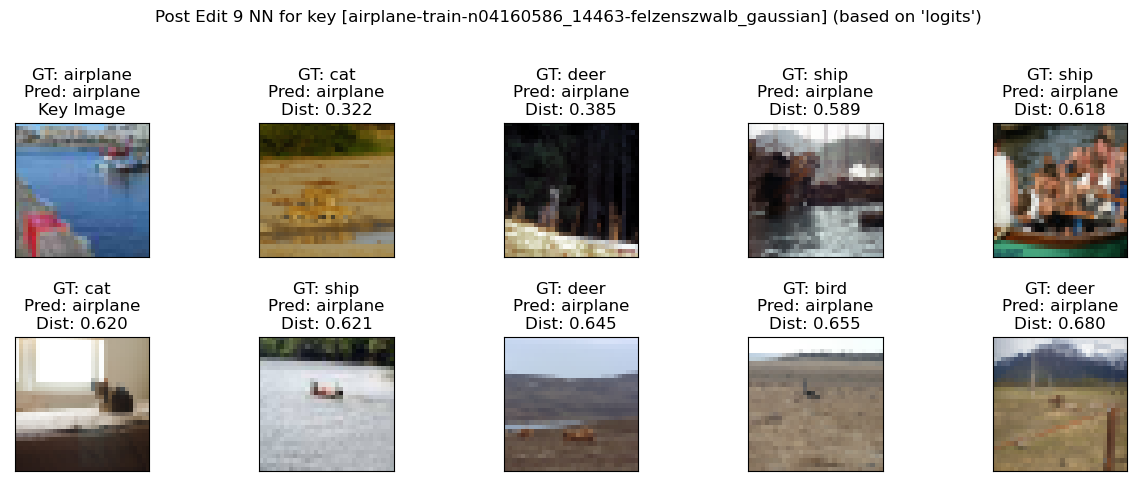 Post Edit 9 NN for key [airplane-train-n04160586_14463-felzenszwalb_gaussian] (based on 'logits')
GT: airplane
Pred: airplane
Key Image
GT: cat
Pred: airplane
Dist: 0.322
GT: deer
Pred: airplane
Dist: 0.385
GT: ship
Pred: airplane
Dist: 0.589
GT: ship
Pred: airplane
Dist: 0.618
GT: cat
Pred: airplane
Dist: 0.620
GT: ship
Pred: airplane
Dist: 0.621
GT: deer
Pred: airplane
Dist: 0.645
GT: bird
Pred: airplane
Dist: 0.655
GT: deer
Pred: airplane
Dist: 0.680